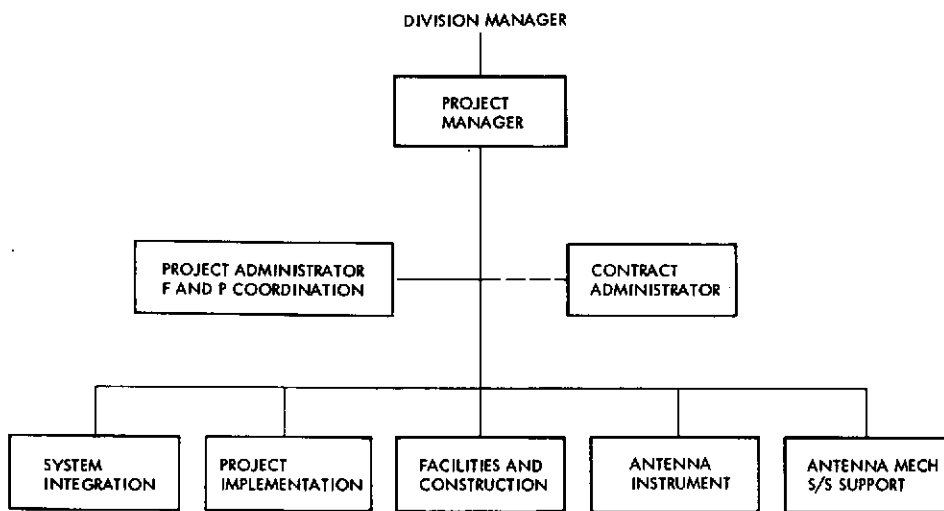 DIVISION MANAGER
PROJECT
MANAGER
PROJECT ADMINISTRATOR
F AND P COORDINATION
CONTRACT
ADMINISTRATOR
SYSTEM
INTEGRATION
PROJECT
IMPLEMENTATION
FACILITIES AND
CONSTRUCTION
ANTENNA
INSTRUMENT
ANTENNA MECH
S/S SUPPORT